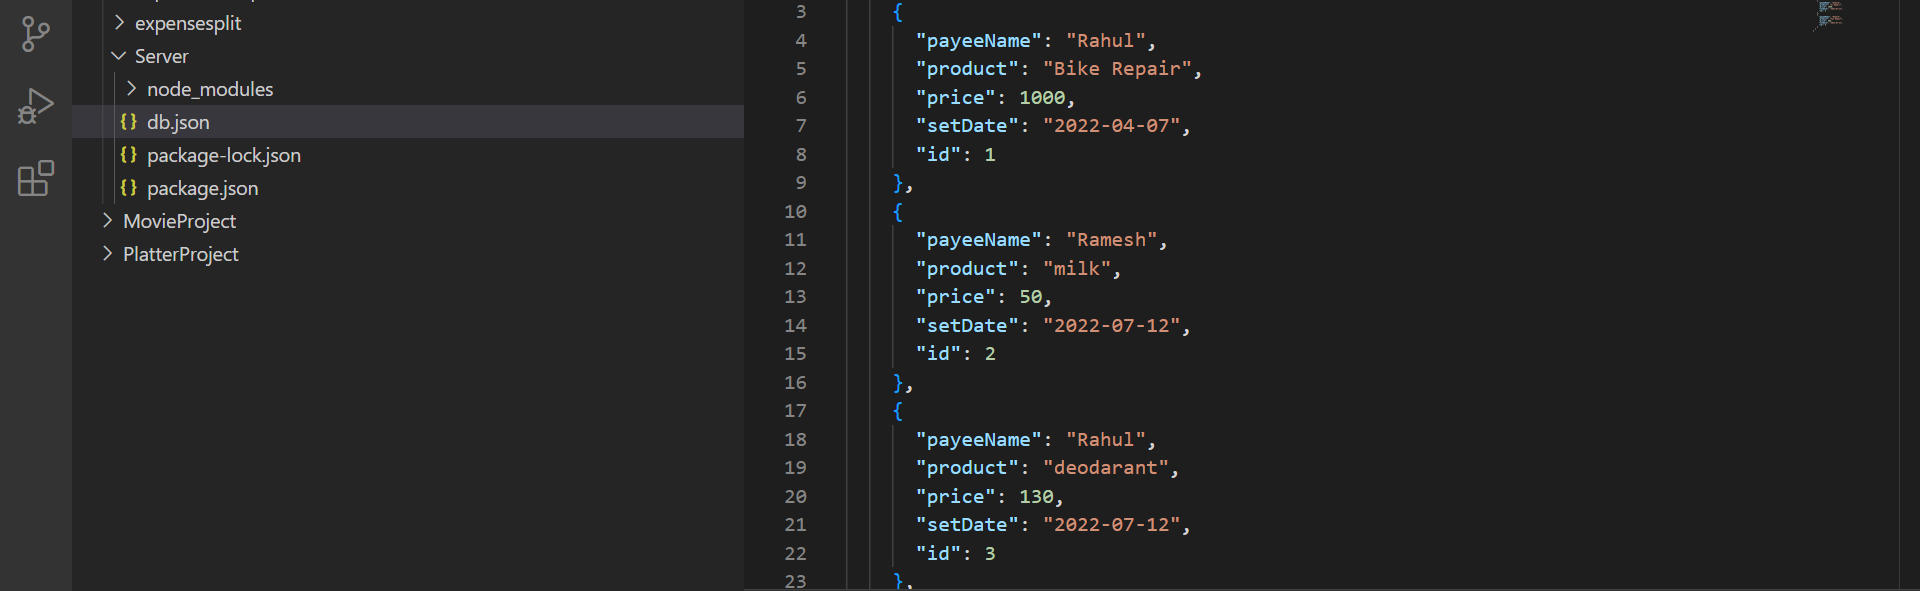 expensesplit
Server
node_modules
{} db.json
{} package-lock.json
{} package.json
MovieProject
PlatterProject
3 {
4 "payeeName": "Rahul",
5 "product": "Bike Repair",
6 "price": 1000,
7 "setDate": "2022-04-07",
8 "id": 1
9 },
10 {
11 "payeeName": "Ramesh",
12 "product": "milk",
13 "price": 50,
14 "setDate": "2022-07-12",
15 "id": 2
16 },
17 {
18 "payeeName": "Rahul",
19 "product": "deodarant",
20 "price": 130,
21 "setDate": "2022-07-12",
22 "id": 3
23 },